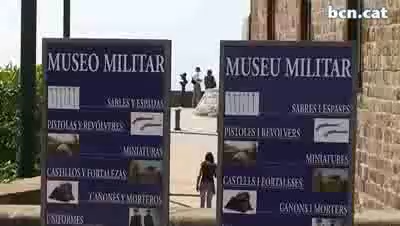 bcn.cat
MUSEO MILITAR
SABLES Y ESPADAS
PISTOLAS Y REVÓLVERES
MINIATURAS
CASTILLOS Y FORTALEZAS
CAÑONES Y MORTEROS
UNIFORMES
MUSEU MILITAR
SABRES I ESPASES
PISTOLES I REVÒLVERS
MINIATURES
CASTELLS I FORTALESES
CANONS I MORTERS